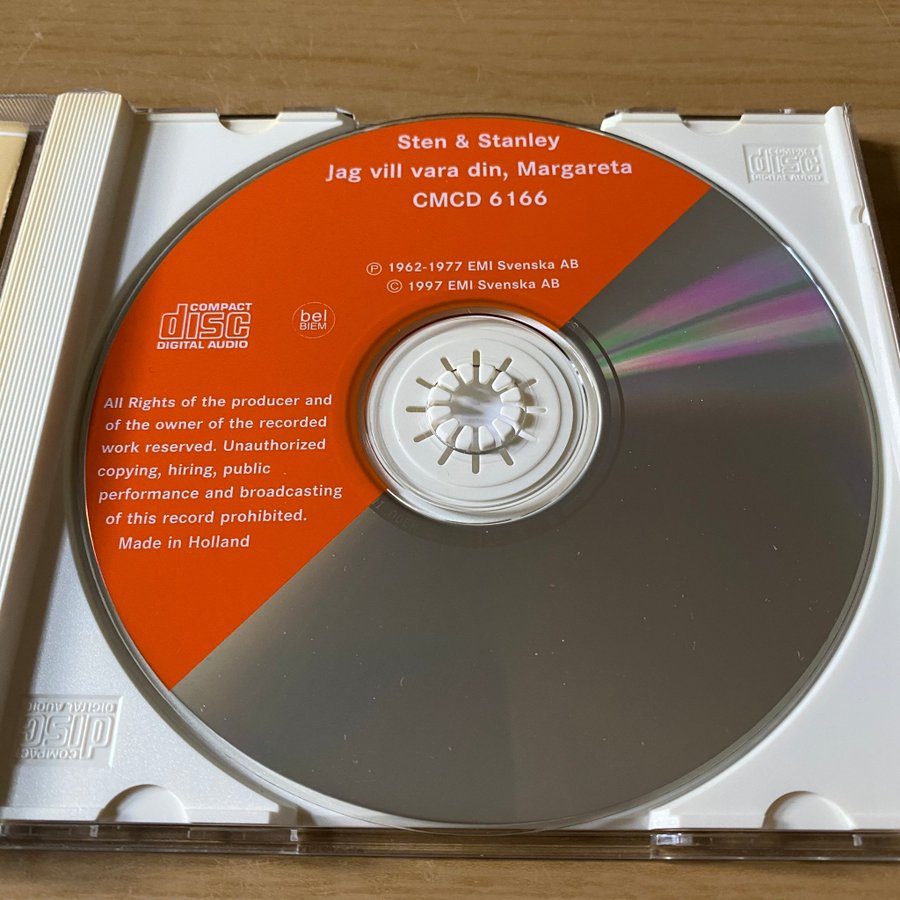 Sten & Stanley
Jag vill vara din, Margareta
CMCD 6166
℗ 1962-1977 EMI Svenska AB
© 1997 EMI Svenska AB
COMPACT
disc
DIGITAL AUDIO
bel
BIEM
All Rights of the producer and
of the owner of the recorded
work reserved. Unauthorized
copying, hiring, public
performance and broadcasting
of this record prohibited.
Made in Holland
COMPACT
disc
DIGITAL AUDIO
COMPACT
disc
DIGITAL AUDIO